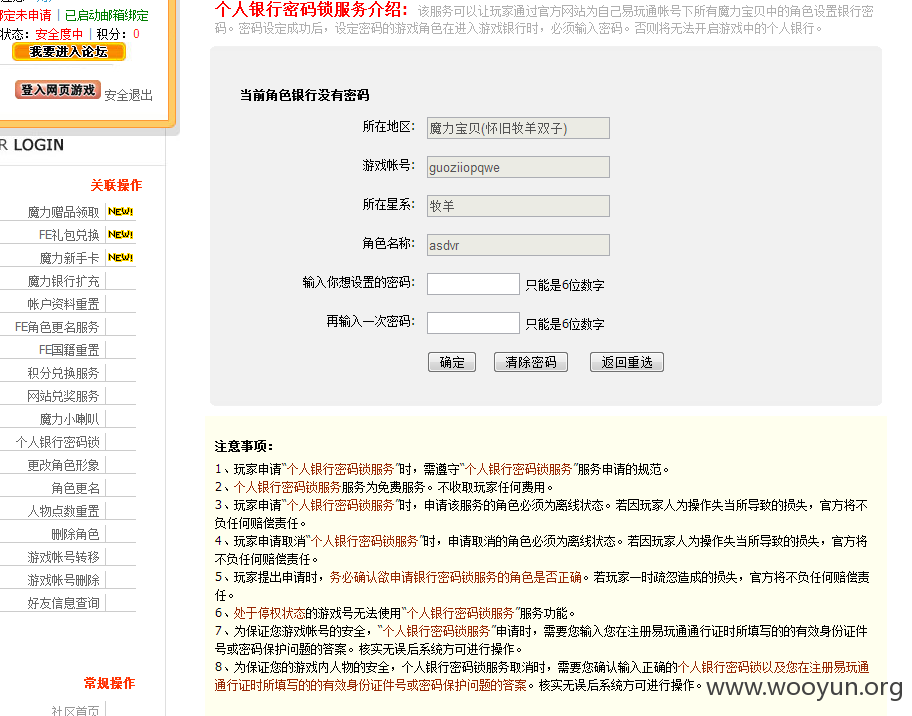 绑定未申请 | 已启动邮箱绑定
状态：安全度中 | 积分：0
我要进入论坛
登入网页游戏 安全退出
R LOGIN
关联操作
魔力赠品领取 NEW!
FE礼包兑换 NEW!
魔力新手卡 NEW!
魔力银行扩充
帐户资料重置
FE角色更名服务
FE国籍重置
积分兑换服务
网站兑奖服务
魔力小喇叭
个人银行密码锁
更改角色形象
角色更名
人物点数重置
删除角色
游戏帐号转移
游戏帐号删除
好友信息查询
常规操作
社区首页
个人银行密码锁服务介绍：该服务可以让玩家通过官方网站为自己易玩通帐号下所有魔力宝贝中的角色设置银行密
码。密码设定成功后，设定密码的游戏角色在进入游戏银行时，必须输入密码。否则将无法开启游戏中的个人银行。
当前角色银行没有密码
所在地区： 魔力宝贝(怀旧牧羊双子)
游戏帐号： guoziiopqwe
所在星系： 牧羊
角色名称： asdvr
输入你想设置的密码： 只能是6位数字
再输入一次密码： 只能是6位数字
确定 清除密码 返回重选
注意事项：
1、玩家申请“个人银行密码锁服务”时，需遵守“个人银行密码锁服务”服务申请的规范。
2、个人银行密码锁服务服务为免费服务。不收取玩家任何费用。
3、玩家申请“个人银行密码锁服务”时，申请该服务的角色必须为离线状态。若因玩家人为操作失当所导致的损失，官方将不
负任何赔偿责任。
4、玩家申请取消“个人银行密码锁服务”时，申请取消的角色必须为离线状态。若因玩家人为操作失当所导致的损失，官方将
不负任何赔偿责任。
5、玩家提出申请时，务必确认欲申请银行密码锁服务的角色是否正确。若玩家一时疏忽造成的损失，官方将不负任何赔偿责
任。
6、处于停权状态的游戏号无法使用“个人银行密码锁服务”服务功能。
7、为保证您游戏帐号的安全，“个人银行密码锁服务”申请时，需要您输入您在注册易玩通通行证时所填写的的有效身份证件
号或密码保护问题的答案。核实无误后系统方可进行操作。
8、为保证您的游戏内人物的安全，个人银行密码锁服务取消时，需要您确认输入正确的个人银行密码锁以及您在注册易玩通
通行证时所填写的的有效身份证件号或密码保护问题的答案。核实无误后系统方可进行操作。
www.wooyun.org